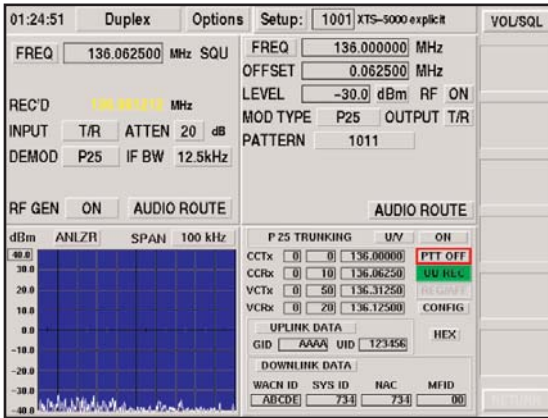 01:24:51 Duplex Options Setup: 1001 XTS-5000 explicit VOL/SQL
FREQ 136.062500 MHz SQU
REC'D MHz
INPUT T/R ATTEN 20 dB
DEMOD P25 IF BW 12.5kHz
RF GEN ON AUDIO ROUTE
FREQ 136.000000 MHz
OFFSET 0.062500 MHz
LEVEL -30.0 dBm RF ON
MOD TYPE P25 OUTPUT T/R
PATTERN 1011
AUDIO ROUTE
dBm ANLZR SPAN 100 kHz
40.0
30.0
20.0
10.0
0.0
-10.0
-20.0
-30.0
-40.0
P 25 TRUNKING U/V ON
CCTx 0 0 136.00000 PTT OFF
CCRx 0 10 136.06250 UU REC
VCTx 0 50 136.31250 REG/AFF
VCRx 0 20 136.12500 CONFIG
UPLINK DATA HEX
GID AAAA UID 123456
DOWNLINK DATA
WACN ID SYS ID NAC MFID
ABCDE 734 734 00
RETURN